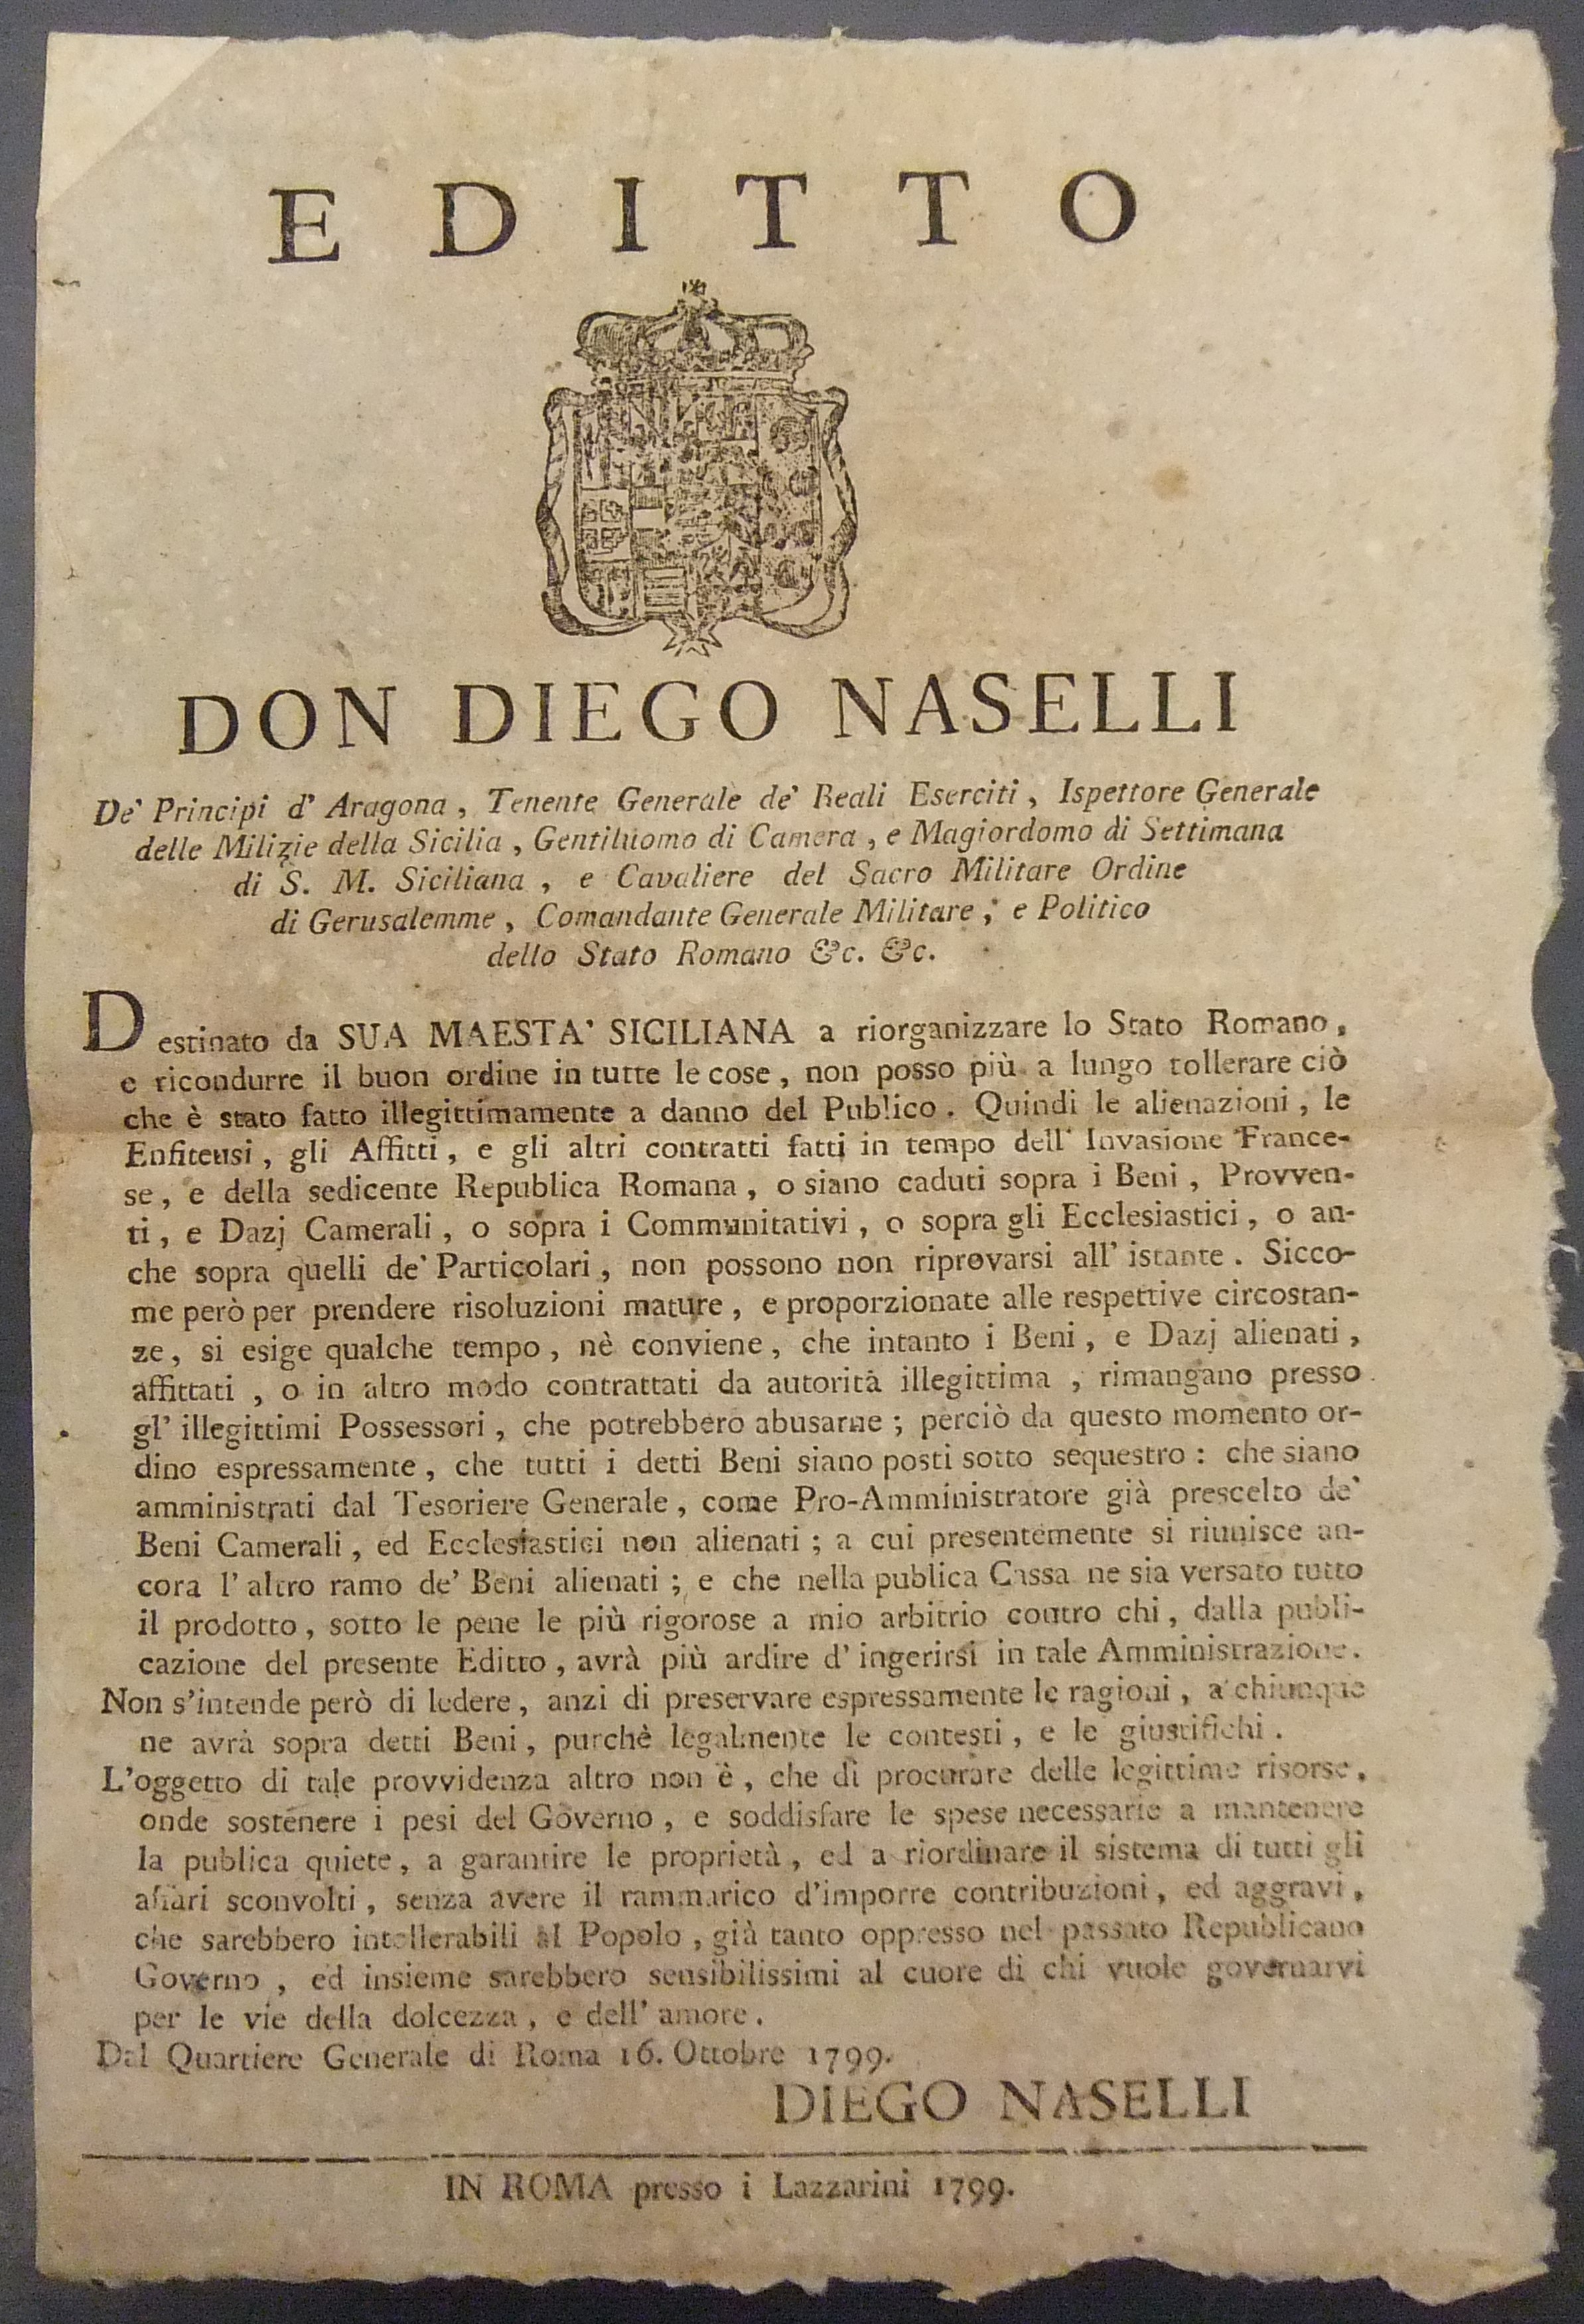 EDITTO
DON DIEGO NASELLI
De' Principi d' Aragona, Tenente Generale de' Reali Eserciti, Ispettore Generale
delle Milizie della Sicilia, Gentiluomo di Camera, e Magiordomo di Settimana
di S. M. Siciliana, e Cavaliere del Sacro Militare Ordine
di Gerusalemme, Comandante Generale Militare, e Politico
dello Stato Romano &c. &c.
Destinato da SUA MAESTA' SICILIANA a riorganizzare lo Stato Romano,
e ricondurre il buon ordine in tutte le cose, non posso più a lungo tollerare ciò
che è stato fatto illegittimamente a danno del Publico. Quindi le alienazioni, le
Enfiteusi, gli Affitti, e gli altri contratti fatti in tempo dell' Invasione France-
se, e della sedicente Republica Romana, o siano caduti sopra i Beni, Provven-
ti, e Dazj Camerali, o sopra i Communitativi, o sopra gli Ecclesiastici, o an-
che sopra quelli de' Particolari, non possono non riprovarsi all' istante. Sicco-
me però per prendere risoluzioni mature, e proporzionate alle respettive circostan-
ze, si esige qualche tempo, nè conviene, che intanto i Beni, e Dazj alienati,
affittati, o in altro modo contrattati da autorità illegittima, rimangano presso
gl' illegittimi Possessori, che potrebbero abusarne; perciò da questo momento or-
dino espressamente, che tutti i detti Beni siano posti sotto sequestro: che siano
amministrati dal Tesoriere Generale, come Pro-Amministratore già prescelto de'
Beni Camerali, ed Ecclesiastici non alienati; a cui presentemente si riunisce an-
cora l' altro ramo de' Beni alienati; e che nella publica Cassa ne sia versato tutto
il prodotto, sotto le pene le più rigorose a mio arbitrio contro chi, dalla publi-
cazione del presente Editto, avrà più ardire d' ingerirsi in tale Amministrazione.
Non s'intende però di ledere, anzi di preservare espressamente le ragioni, a chiunque
ne avrà sopra detti Beni, purchè legalmente le contesti, e le giustifichi.
L'oggetto di tale provvidenza altro non è, che di procurare delle legittime risorse,
onde sostenere i pesi del Governo, e soddisfare le spese necessarie a mantenere
la publica quiete, a garantire le proprietà, ed a riordinare il sistema di tutti gli
affari sconvolti, senza avere il rammarico d'imporre contribuzioni, ed aggravi,
che sarebbero intollerabili al Popolo, già tanto oppresso nel passato Republicano
Governo, ed insieme sarebbero sensibilissimi al cuore di chi vuole governarvi
per le vie della dolcezza, e dell' amore.
Dal Quartiere Generale di Roma 16. Ottobre 1799.
DIEGO NASELLI
IN ROMA presso i Lazzarini 1799.